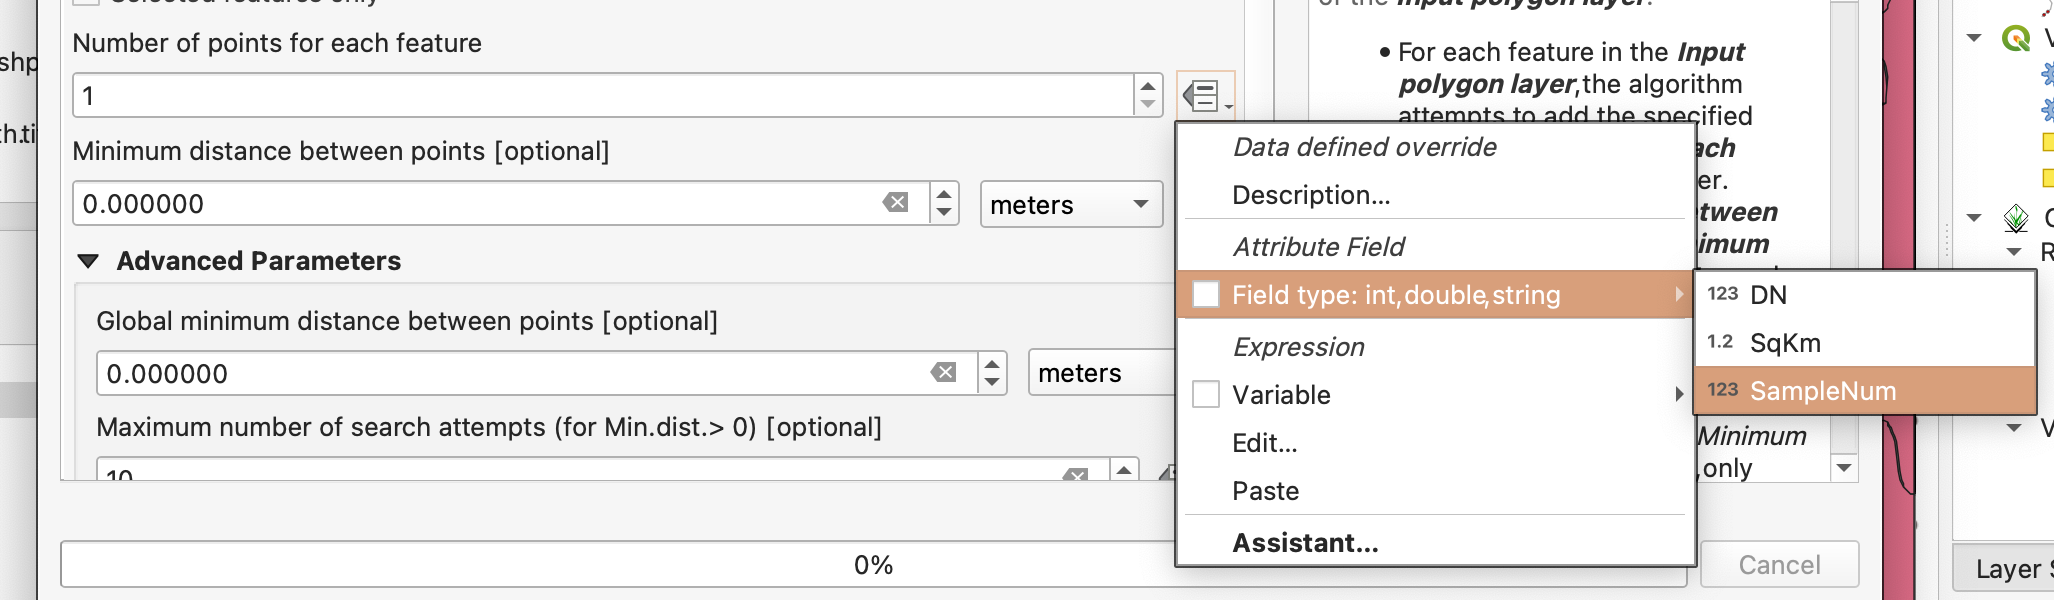 Selected features only
Number of points for each feature
1
Minimum distance between points [optional]
0.000000
meters
Advanced Parameters
Global minimum distance between points [optional]
0.000000
meters
Maximum number of search attempts (for Min.dist.> 0) [optional]
10
0%
Cancel
of the Input polygon layer.
• For each feature in the Input
polygon layer, the algorithm
attempts to add the specified
ach
er.
tween
imum
Minimum
,only
Data defined override
Description...
Attribute Field
Field type: int,double,string
Expression
Variable
Edit...
Paste
Assistant...
123 DN
1.2 SqKm
123 SampleNum
shp
th.ti
V
R
V
Layer S